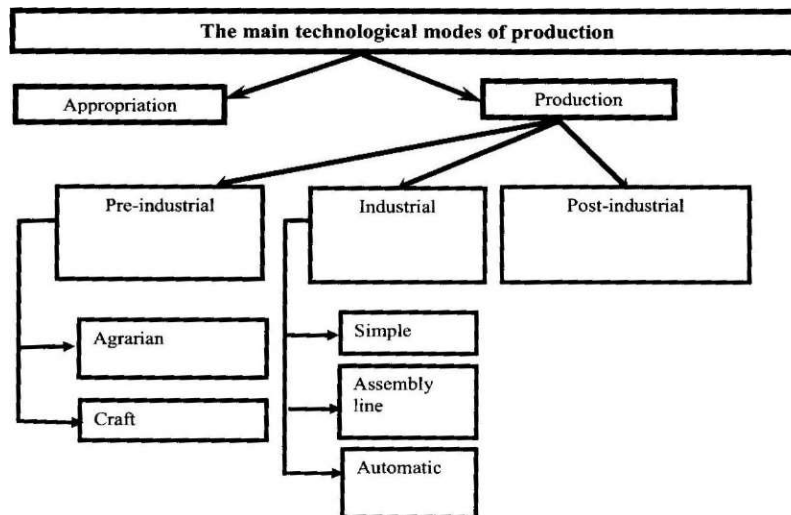 The main technological modes of production
Appropriation
Production
Pre-industrial
Industrial
Post-industrial
Agrarian
Craft
Simple
Assembly
line
Automatic